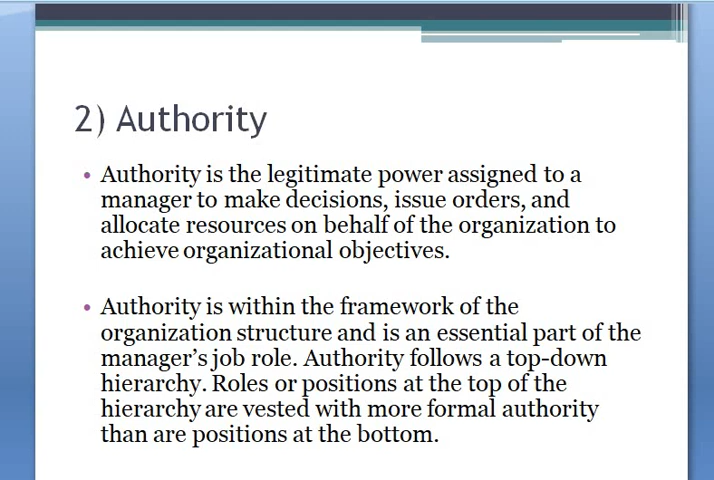 2) Authority
• Authority is the legitimate power assigned to a
manager to make decisions, issue orders, and
allocate resources on behalf of the organization to
achieve organizational objectives.
• Authority is within the framework of the
organization structure and is an essential part of the
manager's job role. Authority follows a top-down
hierarchy. Roles or positions at the top of the
hierarchy are vested with more formal authority
than are positions at the bottom.